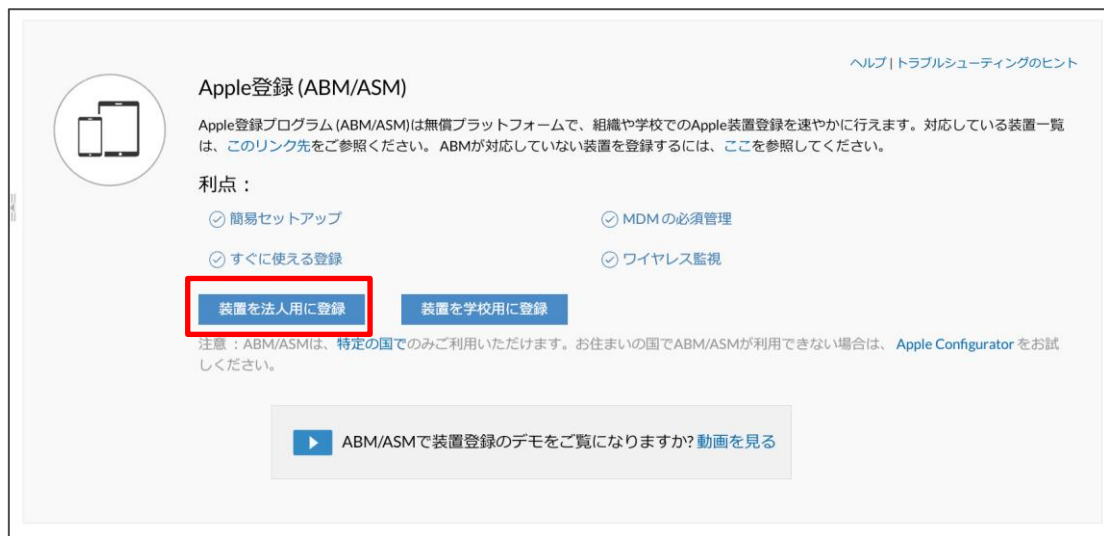 ヘルプ | トラブルシューティングのヒント
Apple登録 (ABM/ASM)
Apple登録プログラム (ABM/ASM)は無償プラットフォームで、組織や学校でのApple装置登録を速やかに行えます。対応している装置一覧
は、このリンク先をご参照ください。 ABMが対応していない装置を登録するには、ここを参照してください。
利点：
簡易セットアップ
MDM の必須管理
すぐに使える登録
ワイヤレス監視
装置を法人用に登録
装置を学校用に登録
注意 ：ABM/ASMは、特定の国でのみご利用いただけます。お住まいの国でABM/ASMが利用できない場合は、 Apple Configurator をお試
しください。
ABM/ASMで装置登録のデモをご覧になりますか? 動画を見る